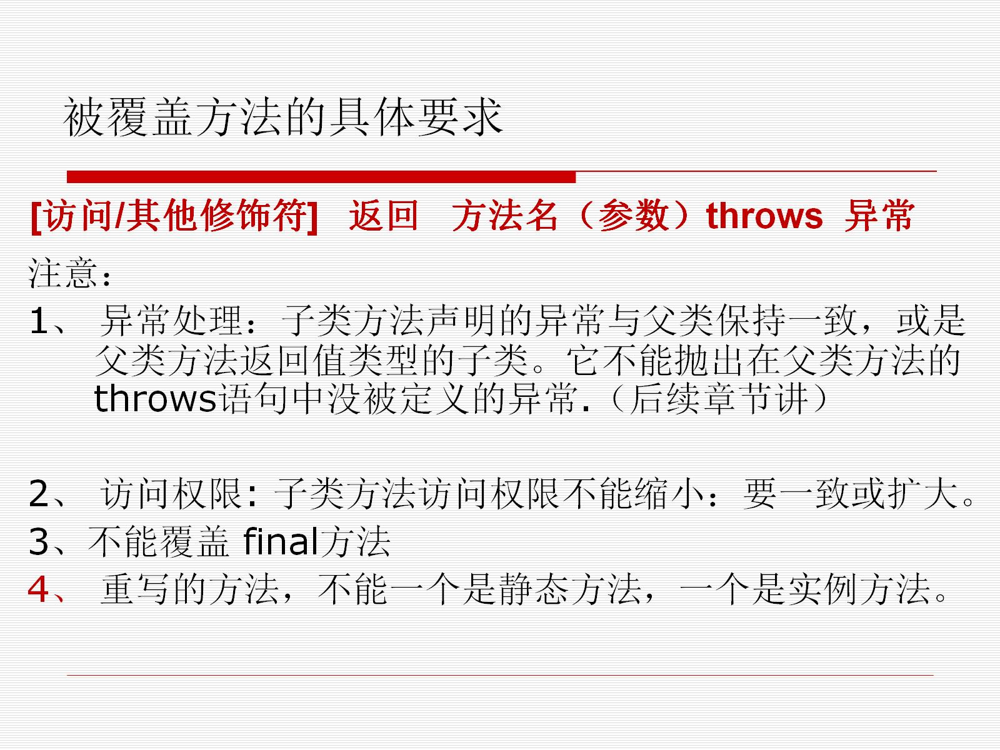 被覆盖方法的具体要求
[访问/其他修饰符] 返回 方法名（参数）throws 异常
注意：
1、 异常处理：子类方法声明的异常与父类保持一致，或是
父类方法返回值类型的子类。它不能抛出在父类方法的
throws语句中没被定义的异常.（后续章节讲）
2、 访问权限: 子类方法访问权限不能缩小：要一致或扩大。
3、不能覆盖 final方法
4、 重写的方法，不能一个是静态方法，一个是实例方法。